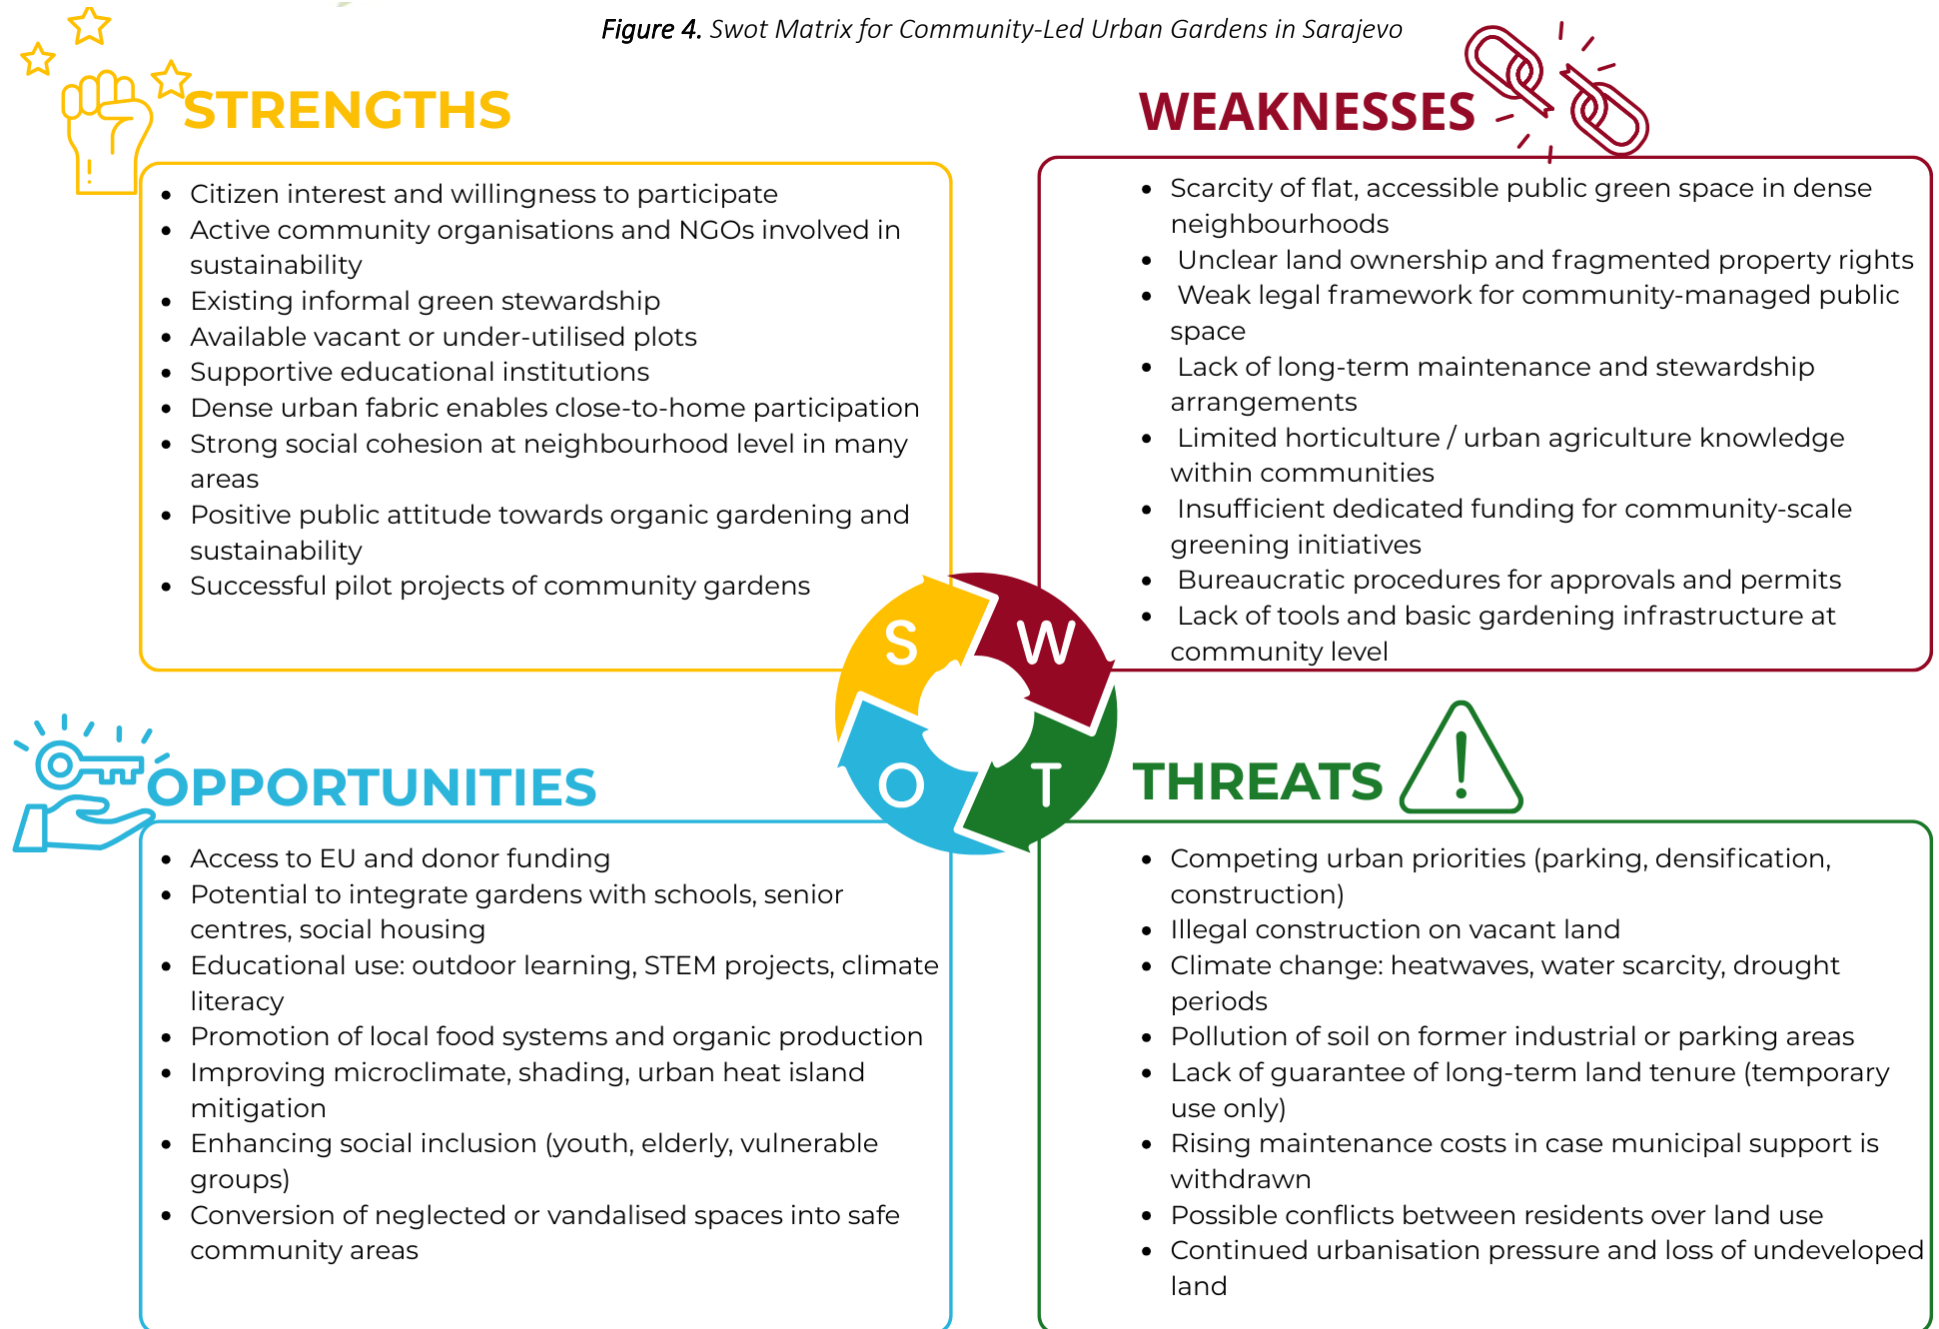 Figure 4. Swot Matrix for Community-Led Urban Gardens in Sarajevo
STRENGTHS
• Citizen interest and willingness to participate
• Active community organisations and NGOs involved in
sustainability
• Existing informal green stewardship
• Available vacant or under-utilised plots
• Supportive educational institutions
• Dense urban fabric enables close-to-home participation
• Strong social cohesion at neighbourhood level in many
areas
• Positive public attitude towards organic gardening and
sustainability
• Successful pilot projects of community gardens
WEAKNESSES
• Scarcity of flat, accessible public green space in dense
neighbourhoods
• Unclear land ownership and fragmented property rights
• Weak legal framework for community-managed public
space
• Lack of long-term maintenance and stewardship
arrangements
• Limited horticulture / urban agriculture knowledge
within communities
• Insufficient dedicated funding for community-scale
greening initiatives
• Bureaucratic procedures for approvals and permits
• Lack of tools and basic gardening infrastructure at
community level
S
W
O
T
OPPORTUNITIES
• Access to EU and donor funding
• Potential to integrate gardens with schools, senior
centres, social housing
• Educational use: outdoor learning, STEM projects, climate
literacy
• Promotion of local food systems and organic production
• Improving microclimate, shading, urban heat island
mitigation
• Enhancing social inclusion (youth, elderly, vulnerable
groups)
• Conversion of neglected or vandalised spaces into safe
community areas
THREATS
• Competing urban priorities (parking, densification,
construction)
• Illegal construction on vacant land
• Climate change: heatwaves, water scarcity, drought
periods
• Pollution of soil on former industrial or parking areas
• Lack of guarantee of long-term land tenure (temporary
use only)
• Rising maintenance costs in case municipal support is
withdrawn
• Possible conflicts between residents over land use
• Continued urbanisation pressure and loss of undeveloped
land